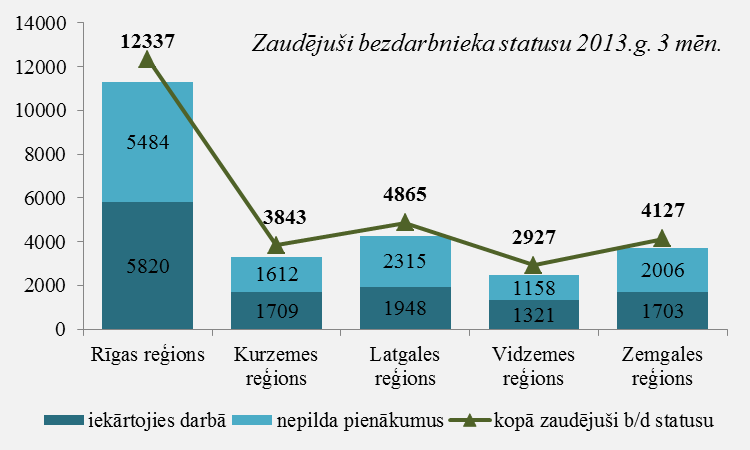 Zaudējuši bezdarbnieka statusu 2013.g. 3 mēn.
14000
12000
10000
8000
6000
4000
2000
0
12337
5484
5820
3843
1612
1709
4865
2315
1948
2927
1158
1321
4127
2006
1703
Rīgas reģions
Kurzemes
reģions
Latgales
reģions
Vidzemes
reģions
Zemgales
reģions
iekārtojies darbā
nepilda pienākumus
kopā zaudējuši b/d statusu